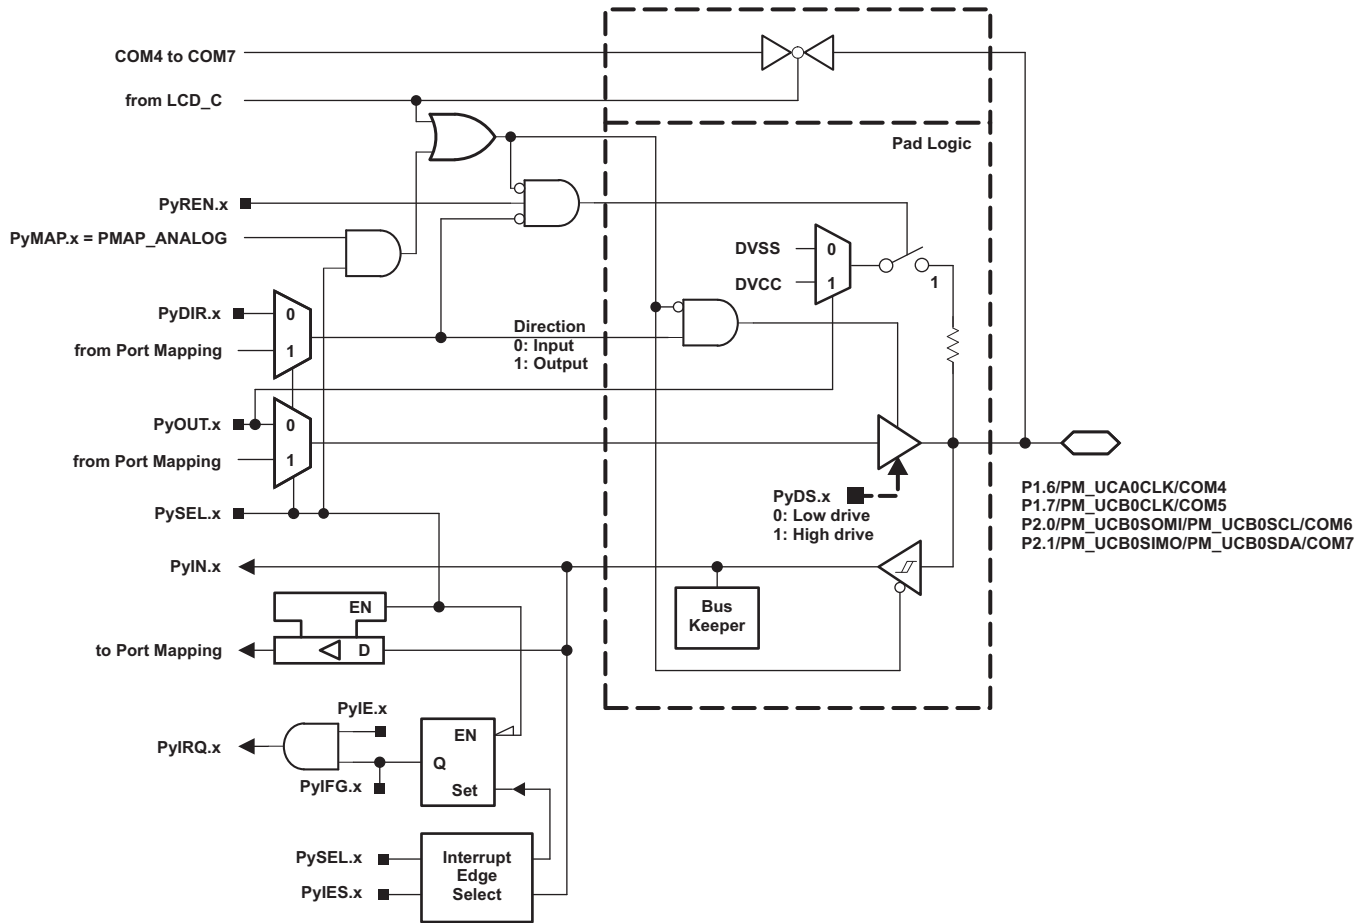 COM4 to COM7
from LCD_C
Pad Logic
PyREN.x
PyMAP.x = PMAP_ANALOG
DVSS
0
DVCC
1
1
PyDIR.x
0
from Port Mapping
1
Direction
0: Input
1: Output
PyOUT.x
0
from Port Mapping
1
PySEL.x
PyDS.x
0: Low drive
1: High drive
P1.6/PM_UCA0CLK/COM4
P1.7/PM_UCB0CLK/COM5
P2.0/PM_UCB0SOMI/PM_UCB0SCL/COM6
P2.1/PM_UCB0SIMO/PM_UCB0SDA/COM7
PyIN.x
Bus
Keeper
EN
to Port Mapping
D
PyIE.x
PyIRQ.x
EN
Q
PyIFG.x
Set
PySEL.x
PyIES.x
Interrupt
Edge
Select